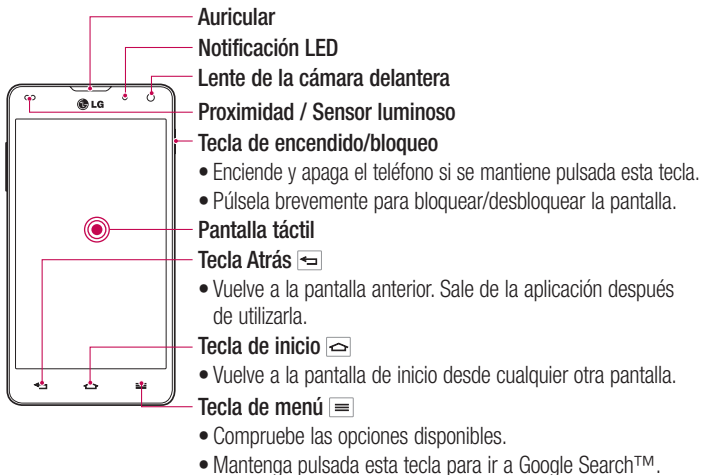 Auricular
Notificación LED
Lente de la cámara delantera
LG
Proximidad / Sensor luminoso
Tecla de encendido/bloqueo
• Enciende y apaga el teléfono si se mantiene pulsada esta tecla.
• Púlsela brevemente para bloquear/desbloquear la pantalla.
Pantalla táctil
Tecla Atrás
• Vuelve a la pantalla anterior. Sale de la aplicación después
de utilizarla.
Tecla de inicio
• Vuelve a la pantalla de inicio desde cualquier otra pantalla.
Tecla de menú
• Compruebe las opciones disponibles.
• Mantenga pulsada esta tecla para ir a Google Search™.